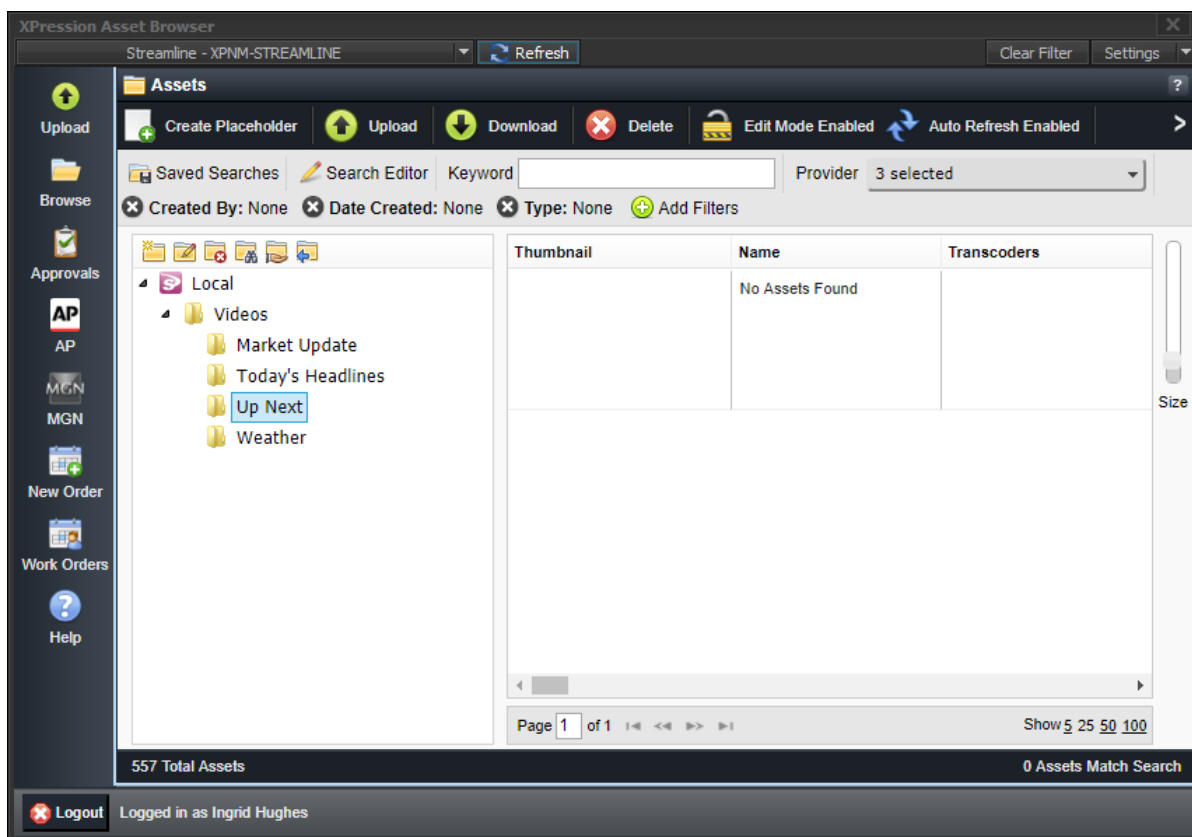 XPression Asset Browser
Streamline - XPNM-STREAMLINE Refresh Clear Filter Settings
Assets ?
Upload
Create Placeholder Upload Download Delete Edit Mode Enabled Auto Refresh Enabled >
Saved Searches Search Editor Keyword Provider 3 selected
Browse
Created By: None Date Created: None Type: None Add Filters
Approvals
Thumbnail Name Transcoders
Local No Assets Found
AP
Videos
AP
Market Update
Today's Headlines
MGN
MGN
Up Next
Size
Weather
New Order
Work Orders
Help
Page 1 of 1 Show 5 25 50 100
557 Total Assets 0 Assets Match Search
Logout Logged in as Ingrid Hughes